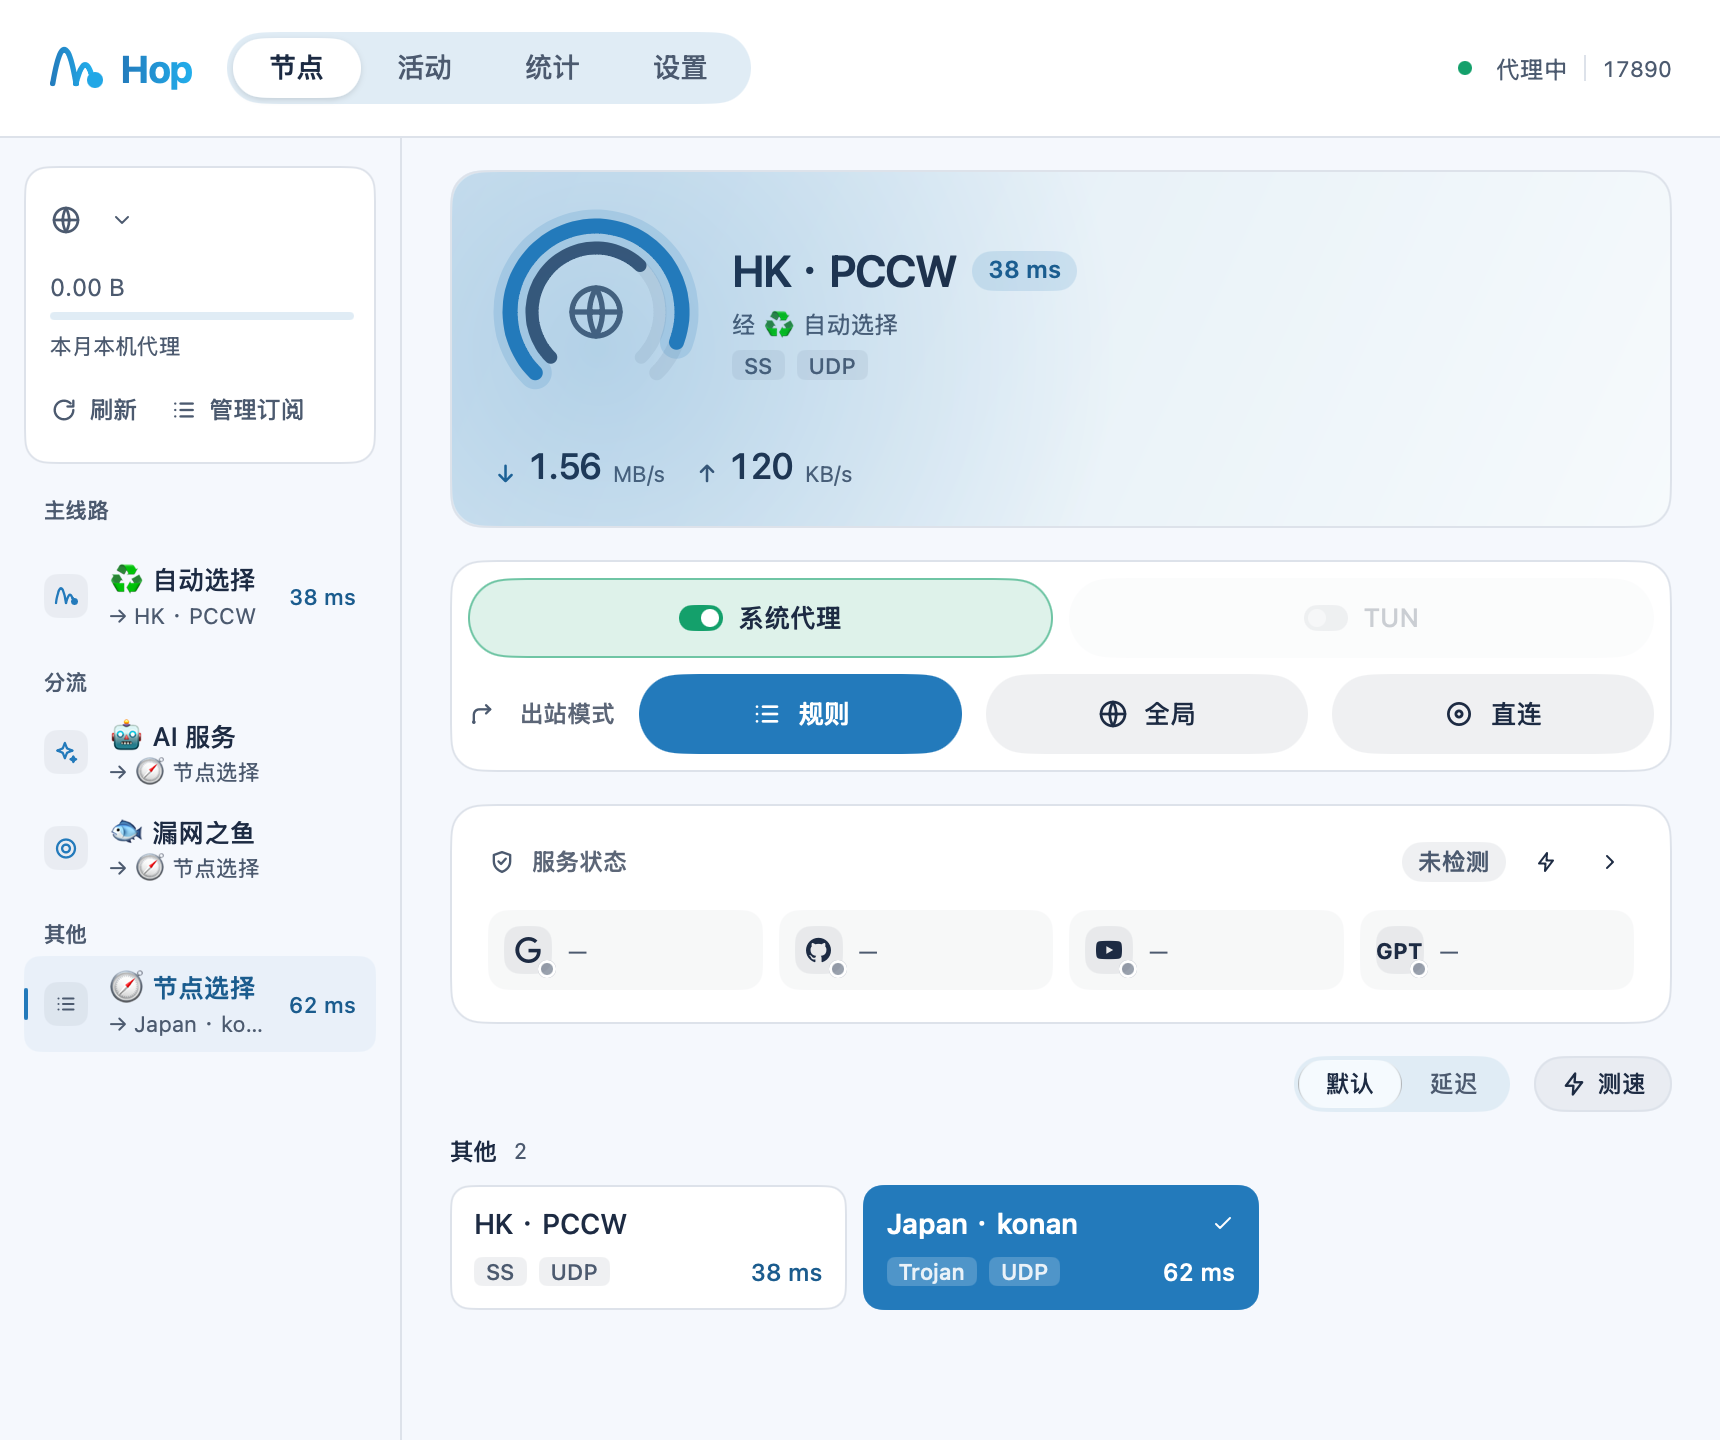 Hop 节点 活动 统计 设置 代理中 17890
0.00 B
本月本机代理
刷新 管理订阅
主线路
♻️ 自动选择 38 ms
→ HK · PCCW
分流
🤖 AI 服务
→ 🧭 节点选择
🐟 漏网之鱼
→ 🧭 节点选择
其他
🧭 节点选择 62 ms
→ Japan · ko...
HK · PCCW 38 ms
经 ♻️ 自动选择
SS UDP
↓ 1.56 MB/s ↑ 120 KB/s
系统代理 TUN
出站模式 规则 全局 直连
服务状态 未检测
G — — — GPT —
默认 延迟 测速
其他 2
HK · PCCW
SS UDP 38 ms
Japan · konan
Trojan UDP 62 ms